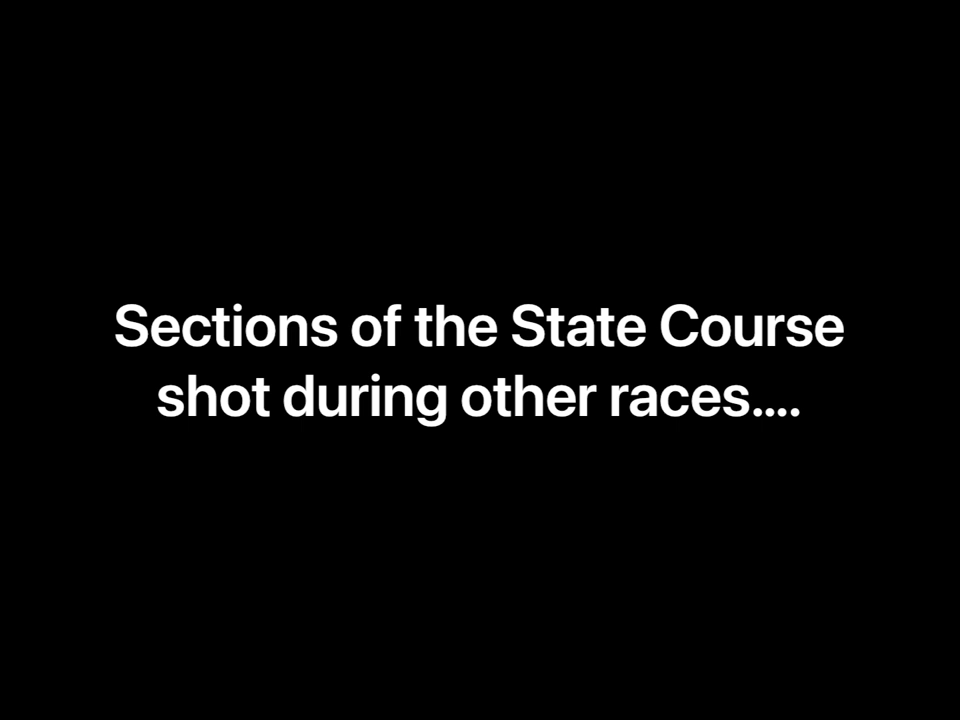 Sections of the State Course
shot during other races....